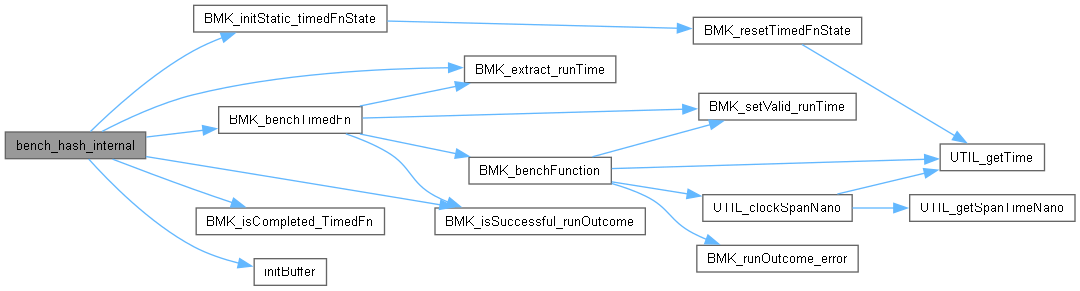 BMK_initStatic_timedFnState
BMK_resetTimedFnState
BMK_extract_runTime
BMK_setValid_runTime
BMK_benchTimedFn
bench_hash_internal
UTIL_getTime
BMK_benchFunction
UTIL_clockSpanNano
UTIL_getSpanTimeNano
BMK_isCompleted_TimedFn
BMK_isSuccessful_runOutcome
BMK_runOutcome_error
initBuffer